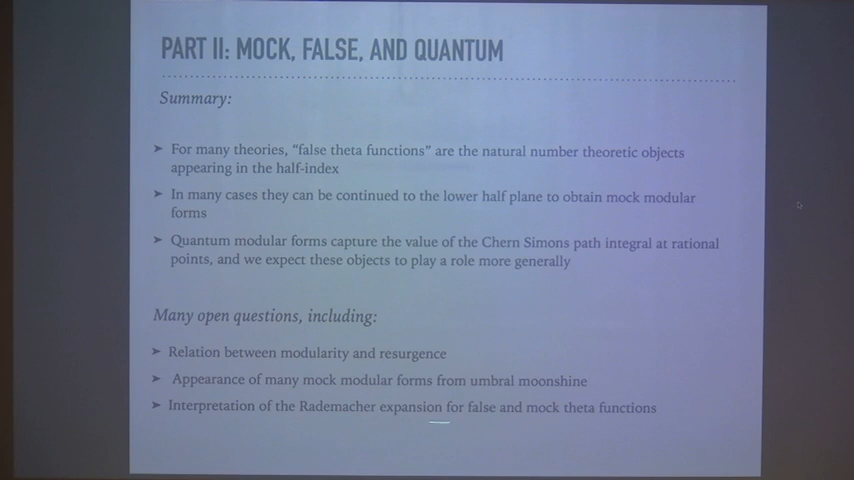 PART II: MOCK, FALSE, AND QUANTUM
Summary:
➤ For many theories, “false theta functions” are the natural number theoretic objects
appearing in the half-index
➤ In many cases they can be continued to the lower half plane to obtain mock modular
forms
➤ Quantum modular forms capture the value of the Chern Simons path integral at rational
points, and we expect these objects to play a role more generally
Many open questions, including:
➤ Relation between modularity and resurgence
➤ Appearance of many mock modular forms from umbral moonshine
➤ Interpretation of the Rademacher expansion for false and mock theta functions